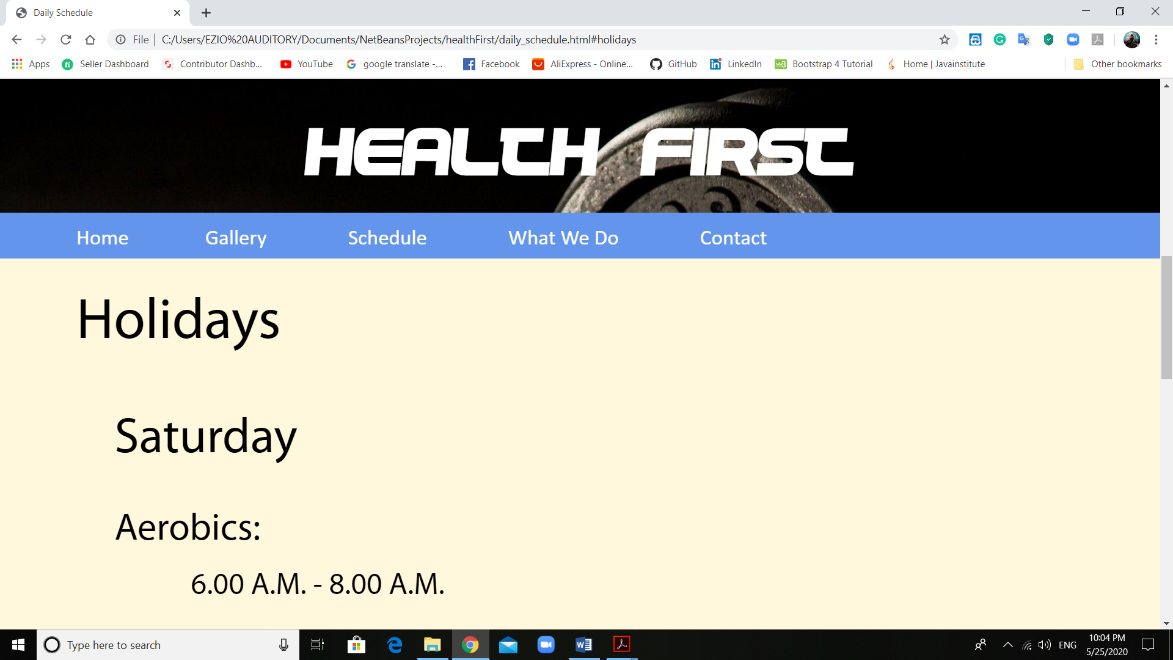 Daily Schedule
File | C:/Users/EZIO%20AUDITORY/Documents/NetBeansProjects/healthFirst/daily_schedule.html#holidays
Apps Seller Dashboard Contributor Dashb... YouTube google translate -... Facebook AliExpress - Online... GitHub LinkedIn Bootstrap 4 Tutorial Home | Javainstitute Other bookmarks
HEALTH FIRST
Home Gallery Schedule What We Do Contact
Holidays
Saturday
Aerobics:
6.00 A.M. - 8.00 A.M.
Type here to search
ENG
10:04 PM
5/25/2020